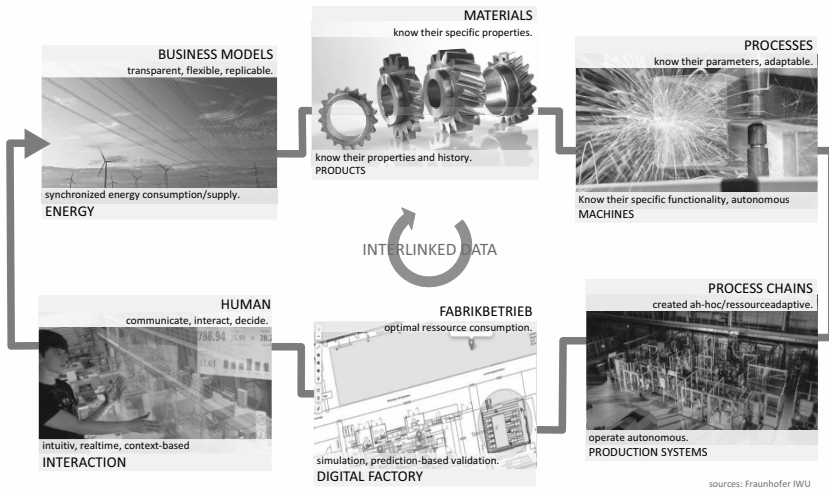 BUSINESS MODELS
transparent, flexible, replicable.
synchronized energy consumption/supply.
ENERGY
MATERIALS
know their specific properties.
know their properties and history.
PRODUCTS
PROCESSES
know their parameters, adaptable.
Know their specific functionality, autonomous
MACHINES
INTERLINKED DATA
HUMAN
communicate, interact, decide.
intuitiv, realtime, context-based
INTERACTION
FABRIKBETRIEB
optimal ressource consumption.
simulation, prediction-based validation.
DIGITAL FACTORY
PROCESS CHAINS
created ah-hoc/ressourceadaptive.
operate autonomous.
PRODUCTION SYSTEMS
sources: Fraunhofer IWU